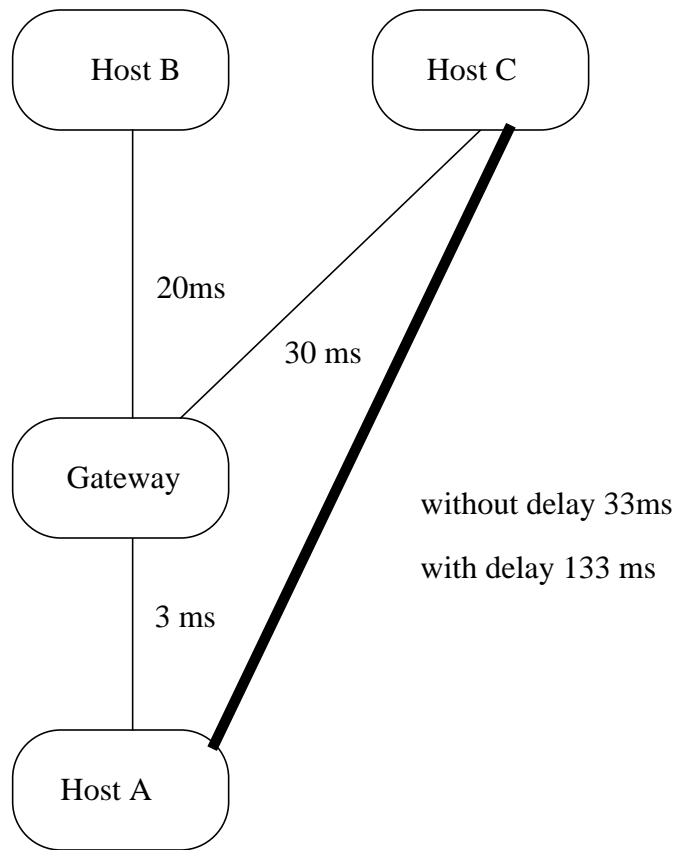 Host B
Host C
20ms
30 ms
Gateway
without delay 33ms
with delay 133 ms
3 ms
Host A